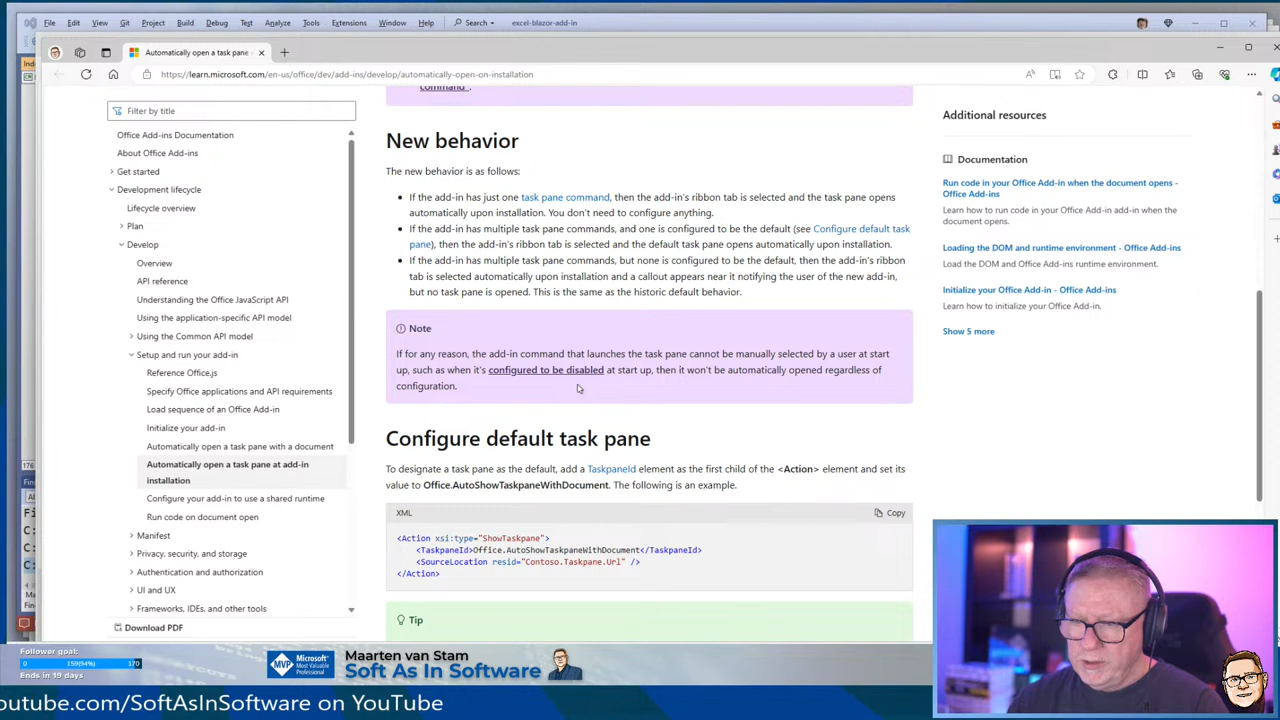 File Edit View Git Project Build Debug Test Analyze Tools Extensions Window Help Search excel-blazor-add-in
Automatically open a task pane
https://learn.microsoft.com/en-us/office/dev/add-ins/develop/automatically-open-on-installation
Filter by title
Office Add-ins Documentation
About Office Add-ins
Get started
Development lifecycle
Lifecycle overview
Plan
Develop
Overview
API reference
Understanding the Office JavaScript API
Using the application-specific API model
Using the Common API model
Setup and run your add-in
Reference Office.js
Specify Office applications and API requirements
Load sequence of an Office Add-in
Initialize your add-in
Automatically open a task pane with a document
Automatically open a task pane at add-in
installation
Configure your add-in to use a shared runtime
Run code on document open
Manifest
Privacy, security, and storage
Authentication and authorization
UI and UX
Frameworks, IDEs, and other tools
Download PDF
command".
New behavior
The new behavior is as follows:
• If the add-in has just one task pane command, then the add-in's ribbon tab is selected and the task pane opens
automatically upon installation. You don't need to configure anything.
• If the add-in has multiple task pane commands, and one is configured to be the default (see Configure default task
pane), then the add-in's ribbon tab is selected and the default task pane opens automatically upon installation.
• If the add-in has multiple task pane commands, but none is configured to be the default, then the add-in's ribbon
tab is selected automatically upon installation and a callout appears near it notifying the user of the new add-in,
but no task pane is opened. This is the same as the historic default behavior.
Note
If for any reason, the add-in command that launches the task pane cannot be manually selected by a user at start
up, such as when it's configured to be disabled at start up, then it won't be automatically opened regardless of
configuration.
Configure default task pane
To designate a task pane as the default, add a TaskpaneId element as the first child of the <Action> element and set its
value to Office.AutoShowTaskpaneWithDocument. The following is an example.
XML Copy
<Action xsi:type="ShowTaskpane">
<TaskpaneId>Office.AutoShowTaskpaneWithDocument</TaskpaneId>
<SourceLocation resid="Contoso.Taskpane.Url" />
</Action>
Tip
Additional resources
Documentation
Run code in your Office Add-in when the document opens -
Office Add-ins
Learn how to run code in your Office Add-in add-in when the
document opens.
Loading the DOM and runtime environment - Office Add-ins
Load the DOM and Office Add-ins runtime environment.
Initialize your Office Add-in - Office Add-ins
Learn how to initialize your Office Add-in.
Show 5 more
Follower goal:
0 159(94%) 170
Ends in 19 days
MVP Microsoft
Most Valuable
Professional
Maarten van Stam
Soft As In Software
outube.com/SoftAsInSoftware on YouTube